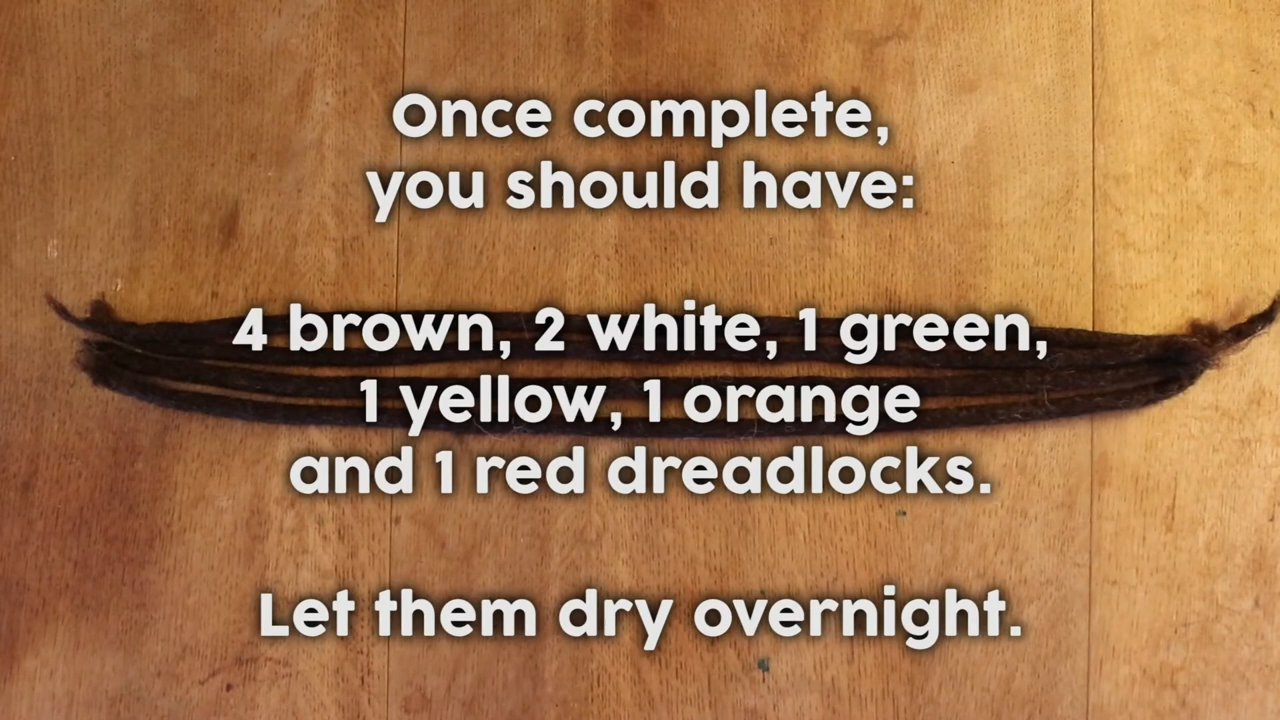 Once complete,
you should have:
4 brown, 2 white, 1 green,
1 yellow, 1 orange
and 1 red dreadlocks.
Let them dry overnight.